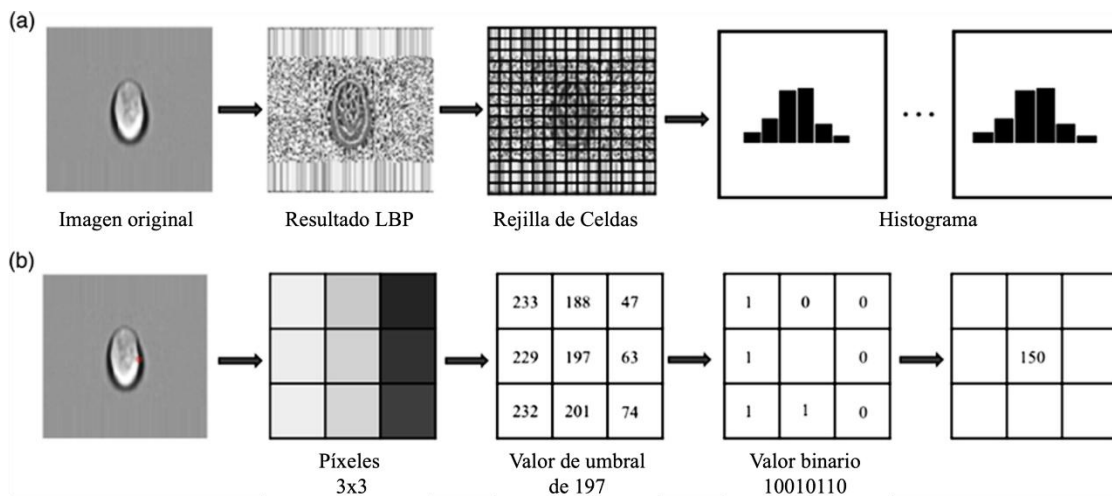 (a)
Imagen original
Resultado LBP
Rejilla de Celdas
...
Histograma
(b)
233 188 47
229 197 63
232 201 74
1 0 0
1 0
1 1 0
150
Píxeles
3x3
Valor de umbral
de 197
Valor binario
10010110